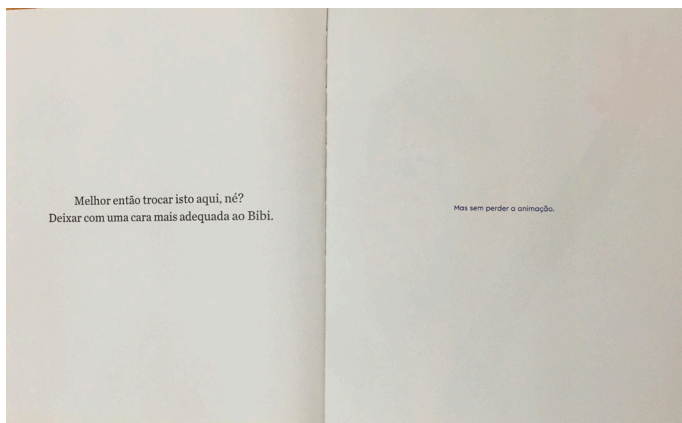 Melhor então trocar isto aqui, né?
Deixar com uma cara mais adequada ao Bibi.
Mas sem perder a animação.